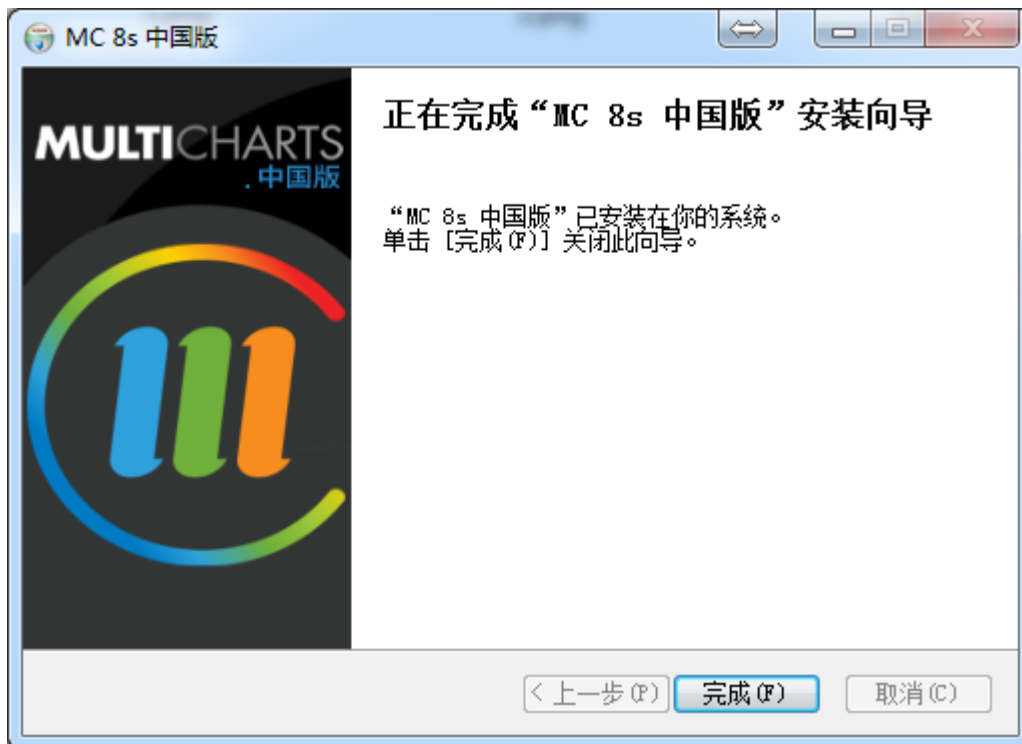 MC 8s 中国版
MULTICHARTS
.中国版
正在完成“MC 8s 中国版”安装向导
“MC 8s 中国版”已安装在你的系统。
单击 [完成(F)] 关闭此向导。
< 上一步(P)
完成(F)
取消(C)